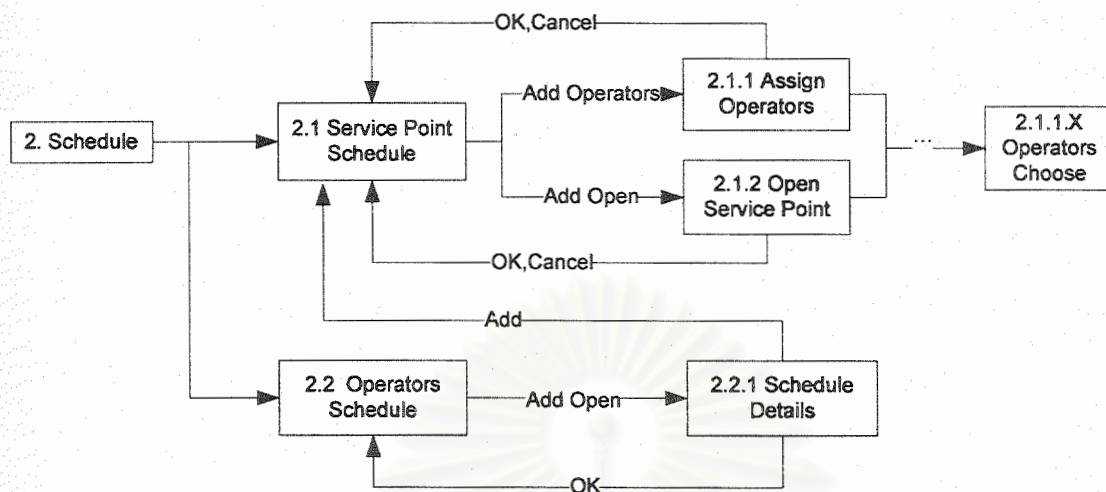 OK,Cancel
Add Operators
2.1.1 Assign
Operators
2. Schedule
2.1 Service Point
Schedule
...
2.1.1.X
Operators
Choose
Add Open
2.1.2 Open
Service Point
OK,Cancel
Add
2.2 Operators
Schedule
Add Open
2.2.1 Schedule
Details
OK